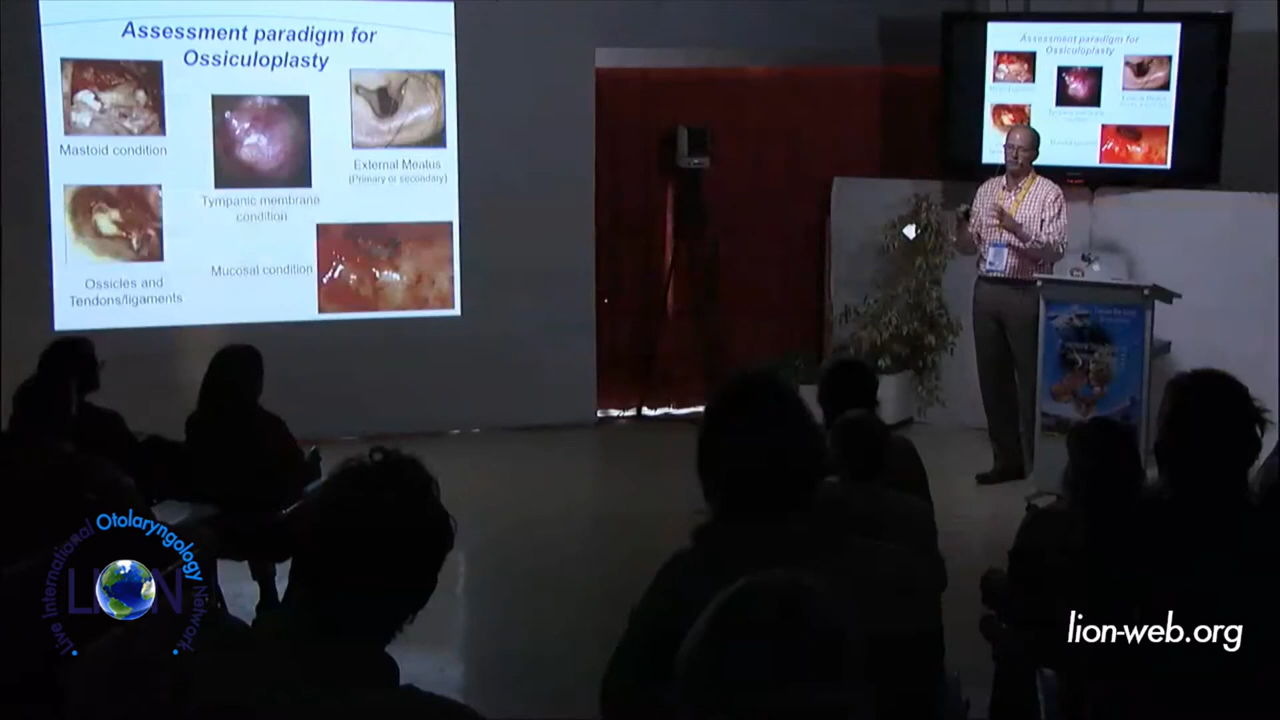 Assessment paradigm for
Ossiculoplasty
Mastoid condition
External Meatus
(Primary or secondary)
Tympanic membrane
condition
Ossicles and
Tendons/ligaments
Mucosal condition
Assessment paradigm for
Ossiculoplasty
Live International Otolaryngology Network
LION
lion-web.org